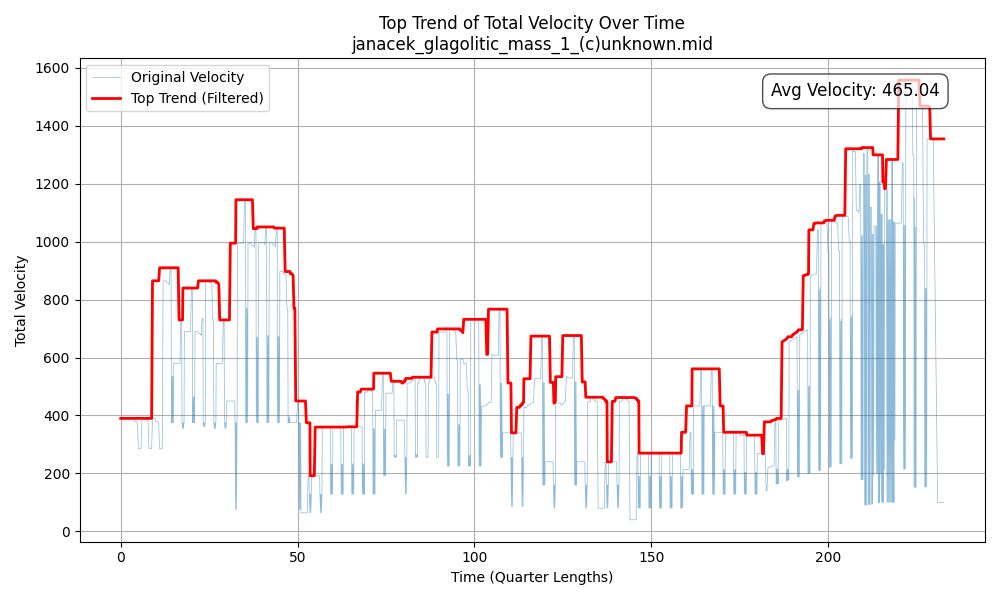 Top Trend of Total Velocity Over Time
janacek_glagolitic_mass_1_(c)unknown.mid
Original Velocity
Top Trend (Filtered)
Avg Velocity: 465.04
Total Velocity
1600
1400
1200
1000
800
600
400
200
0
0 50 100 150 200
Time (Quarter Lengths)